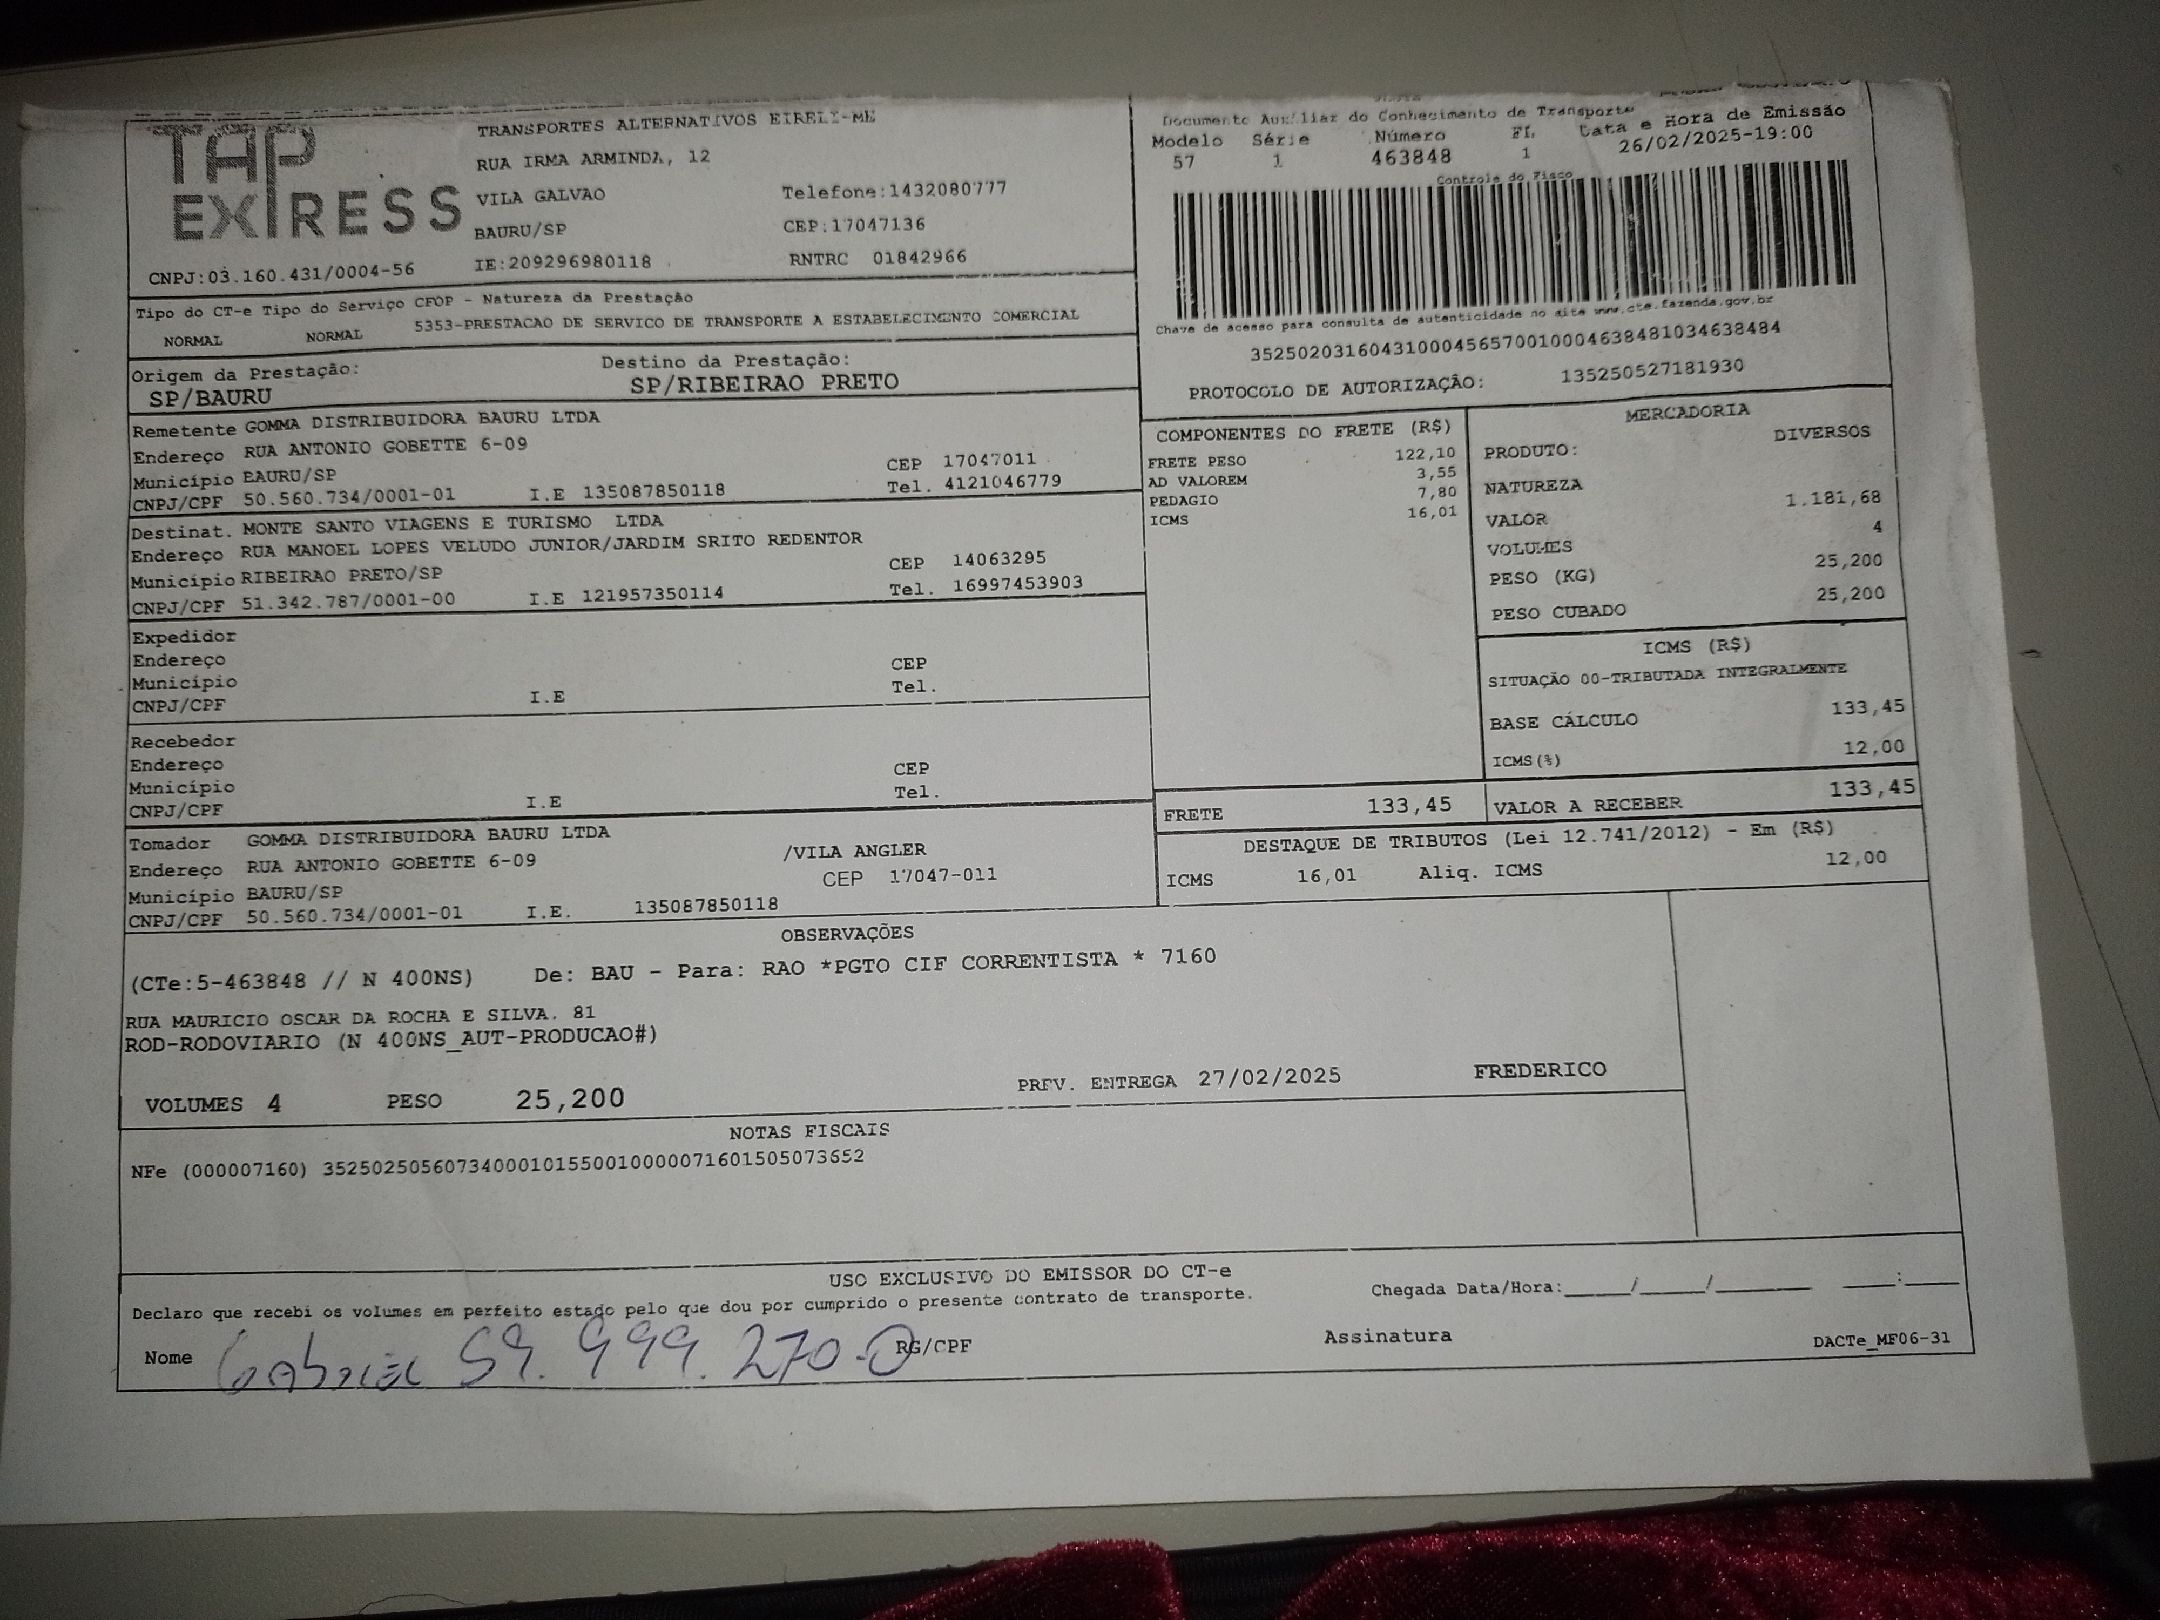 TAP
EXPRESS
TRANSPORTES ALTERNATIVOS EIRELI-ME
RUA IRMA ARMINDA, 12
VILA GALVAO Telefone:1432080777
BAURU/SP CEP:17047136
CNPJ:03.160.431/0004-56 IE:209296980118 RNTRC 01842966
Documento Auxiliar do Conhecimento de Transporte
Modelo Série Número FL Data e Hora de Emissão
57 1 463848 1 26/02/2025-19:00
Controle do Fisco
Chave de acesso para consulta de autenticidade no site www.cte.fazenda.gov.br
35250203160431000456570010004638481034638484
PROTOCOLO DE AUTORIZAÇÃO: 135250527181930
Tipo do CT-e Tipo do Serviço CFOP - Natureza da Prestação
NORMAL NORMAL 5353-PRESTACAO DE SERVICO DE TRANSPORTE A ESTABELECIMENTO COMERCIAL
Origem da Prestação: Destino da Prestação:
SP/BAURU SP/RIBEIRAO PRETO
Remetente GOMMA DISTRIBUIDORA BAURU LTDA
Endereço RUA ANTONIO GOBETTE 6-09
Município BAURU/SP CEP 17047011
CNPJ/CPF 50.560.734/0001-01 I.E 135087850118 Tel. 4121046779
Destinat. MONTE SANTO VIAGENS E TURISMO LTDA
Endereço RUA MANOEL LOPES VELUDO JUNIOR/JARDIM SRITO REDENTOR
Município RIBEIRAO PRETO/SP CEP 14063295
CNPJ/CPF 51.342.787/0001-00 I.E 121957350114 Tel. 16997453903
Expedidor
Endereço
Município CEP
CNPJ/CPF I.E Tel.
Recebedor
Endereço
Município CEP
CNPJ/CPF I.E Tel.
Tomador GOMMA DISTRIBUIDORA BAURU LTDA
Endereço RUA ANTONIO GOBETTE 6-09 /VILA ANGLER
Município BAURU/SP CEP 17047-011
CNPJ/CPF 50.560.734/0001-01 I.E. 135087850118
COMPONENTES DO FRETE (R$)
FRETE PESO 122,10
AD VALOREM 3,55
PEDAGIO 7,80
ICMS 16,01
MERCADORIA
PRODUTO: DIVERSOS
NATUREZA
VALOR 1.181,68
VOLUMES 4
PESO (KG) 25,200
PESO CUBADO 25,200
ICMS (R$)
SITUAÇÃO 00-TRIBUTADA INTEGRALMENTE
BASE CÁLCULO 133,45
ICMS(%) 12,00
FRETE 133,45 VALOR A RECEBER 133,45
DESTAQUE DE TRIBUTOS (Lei 12.741/2012) - Em (R$)
ICMS 16,01 Aliq. ICMS 12,00
OBSERVAÇÕES
(CTe:5-463848 // N 400NS) De: BAU - Para: RAO *PGTO CIF CORRENTISTA * 7160
RUA MAURICIO OSCAR DA ROCHA E SILVA. 81
ROD-RODOVIARIO (N 400NS_AUT-PRODUCAO#)
VOLUMES 4 PESO 25,200 PREV. ENTREGA 27/02/2025 FREDERICO
NOTAS FISCAIS
NFe (000007160) 35250250560734000101550010000071601505073652
USO EXCLUSIVO DO EMISSOR DO CT-e
Declaro que recebi os volumes em perfeito estado pelo que dou por cumprido o presente contrato de transporte. Chegada Data/Hora:_____/_____/_______ ____:____
Nome Gabriel 59.999.270-0 RG/CPF Assinatura DACTe_MF06-31